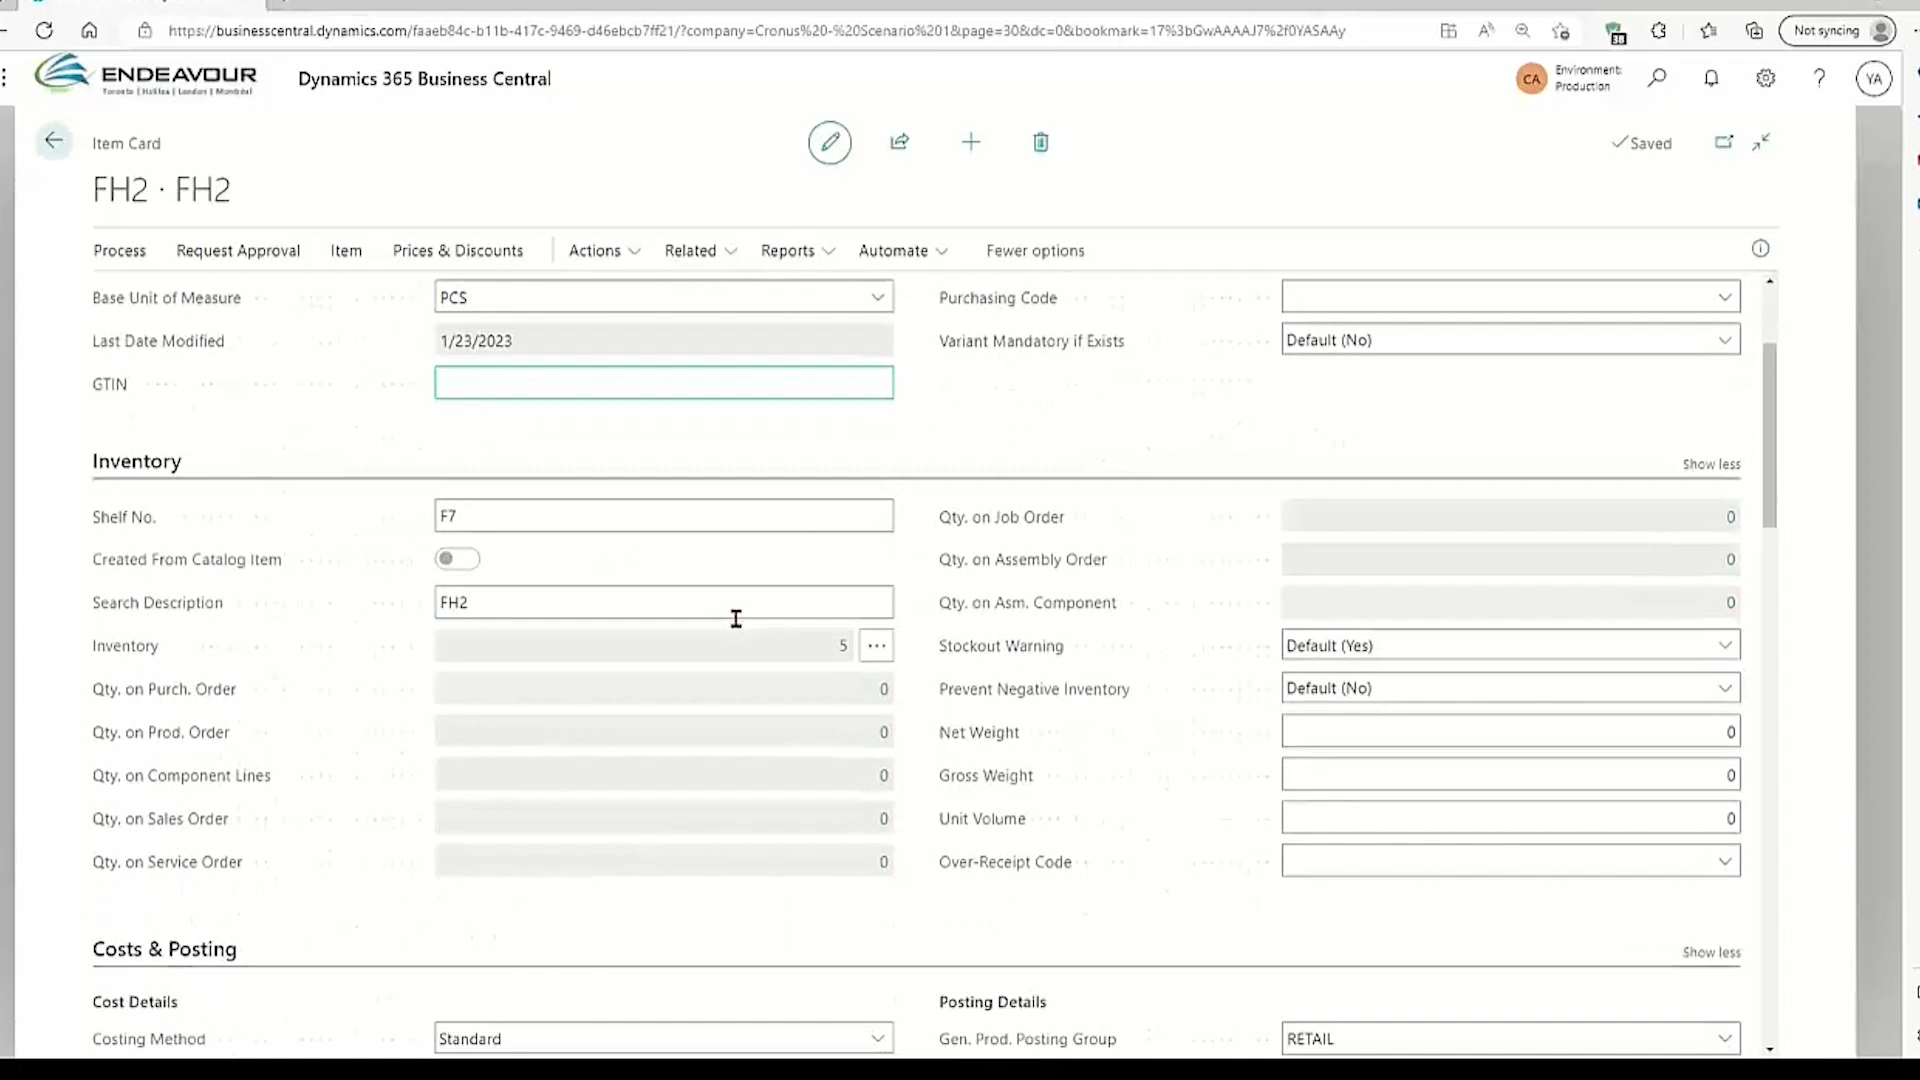 https://businesscentral.dynamics.com/faaeb84c-b11b-417c-9469-d46ebcb7ff21/?company=Cronus%20-%20Scenario%201&page=30&dc=0&bookmark=17%3bGwAAAAJ7%2f0YASAAy
38
Not syncing
ENDEAVOUR
Toronto | Halifax | London | Montréal
Dynamics 365 Business Central
CA
Environment:
Production
YA
Item Card
Saved
FH2 · FH2
Process Request Approval Item Prices & Discounts Actions Related Reports Automate Fewer options
Base Unit of Measure PCS Purchasing Code
Last Date Modified 1/23/2023 Variant Mandatory if Exists Default (No)
GTIN
Inventory Show less
Shelf No. F7 Qty. on Job Order 0
Created From Catalog Item Qty. on Assembly Order 0
Search Description FH2 Qty. on Asm. Component 0
Inventory 5 Stockout Warning Default (Yes)
Qty. on Purch. Order 0 Prevent Negative Inventory Default (No)
Qty. on Prod. Order 0 Net Weight 0
Qty. on Component Lines 0 Gross Weight 0
Qty. on Sales Order 0 Unit Volume 0
Qty. on Service Order 0 Over-Receipt Code
Costs & Posting Show less
Cost Details Posting Details
Costing Method Standard Gen. Prod. Posting Group RETAIL